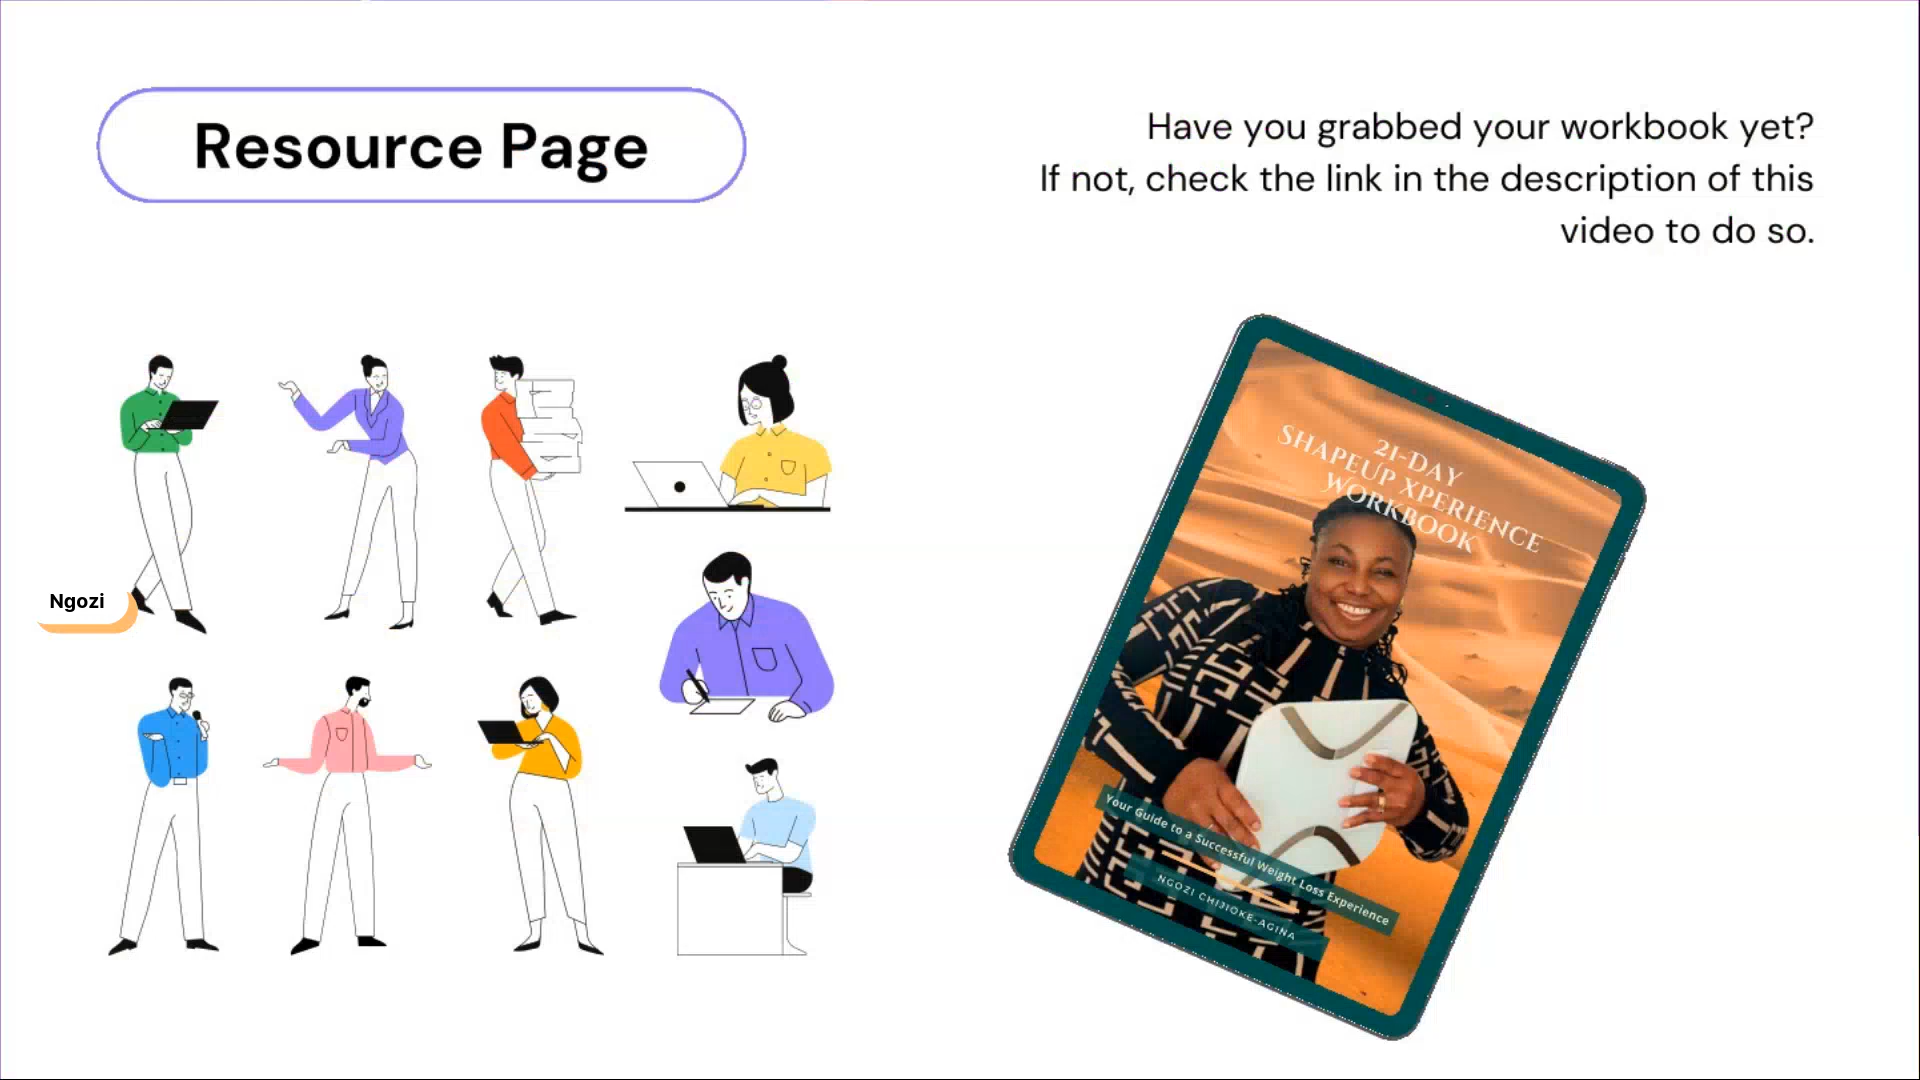 Resource Page
Have you grabbed your workbook yet?
If not, check the link in the description of this
video to do so.
Ngozi
21-DAY
SHAPEUP XPERIENCE
WORKBOOK
Your Guide to a Successful Weight Loss Experience
NGOZI CHIJIOKE-AGINA